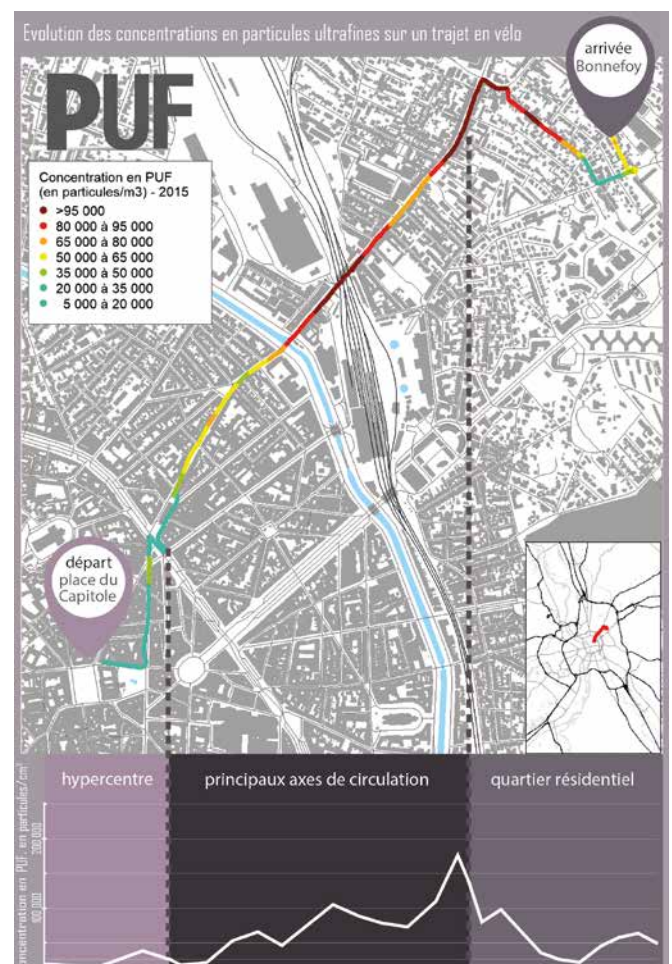 Evolution des concentrations en particules ultrafines sur un trajet en vélo
arrivée
Bonnefoy
PUF
Concentration en PUF
(en particules/m3) - 2015
>95 000
80 000 à 95 000
65 000 à 80 000
50 000 à 65 000
35 000 à 50 000
20 000 à 35 000
5 000 à 20 000
départ
place du
Capitole
hypercentre
principaux axes de circulation
quartier résidentiel
oncentration en PUF, en particules/cm³
200,000
100,000